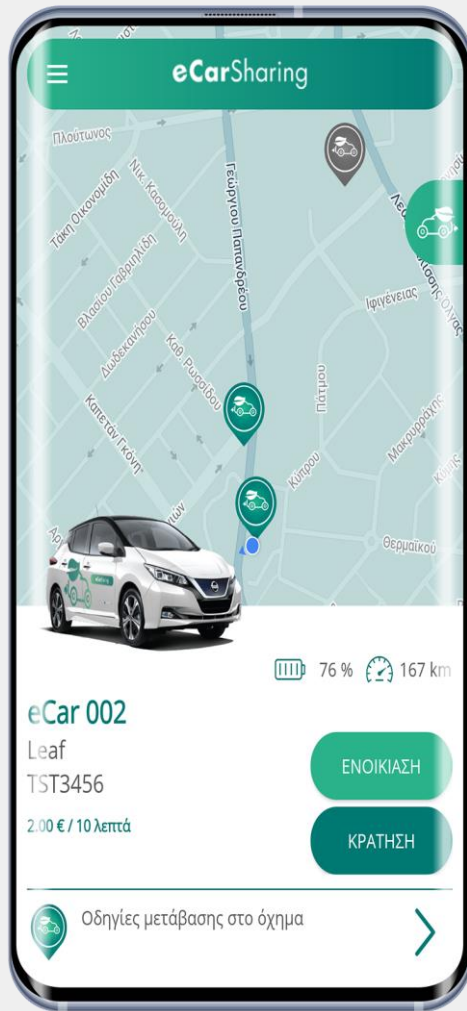 eCarSharing
Πλούτωνος
Τάκη Οικονομίδη
Νικ. Κασομούλη
Βλασίου Γαβριηλίδη
Γεωργίου Παπανδρέου
Ιφιγένειας
Δωδεκανήσου
Καθ. Ρωσσίδου
Πάτμου
Καπετάν Γκόνη
Μακρυρράχης
Κύπρου
Θερμαϊκού
76 % 167 km
eCar 002
Leaf
TST3456
ΕΝΟΙΚΙΑΣΗ
2.00 € / 10 λεπτά
ΚΡΑΤΗΣΗ
Οδηγίες μετάβασης στο όχημα